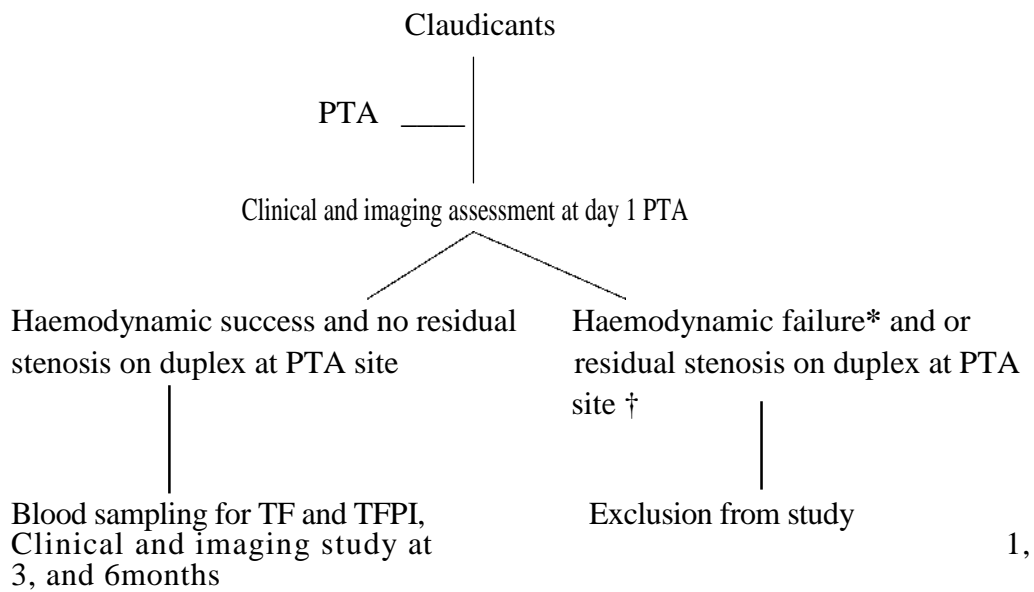 Claudicants
PTA ____
Clinical and imaging assessment at day 1 PTA
Haemodynamic success and no residual
stenosis on duplex at PTA site
Haemodynamic failure* and or
residual stenosis on duplex at PTA
site †
Blood sampling for TF and TFPI,
Clinical and imaging study at 1,
3, and 6months
Exclusion from study